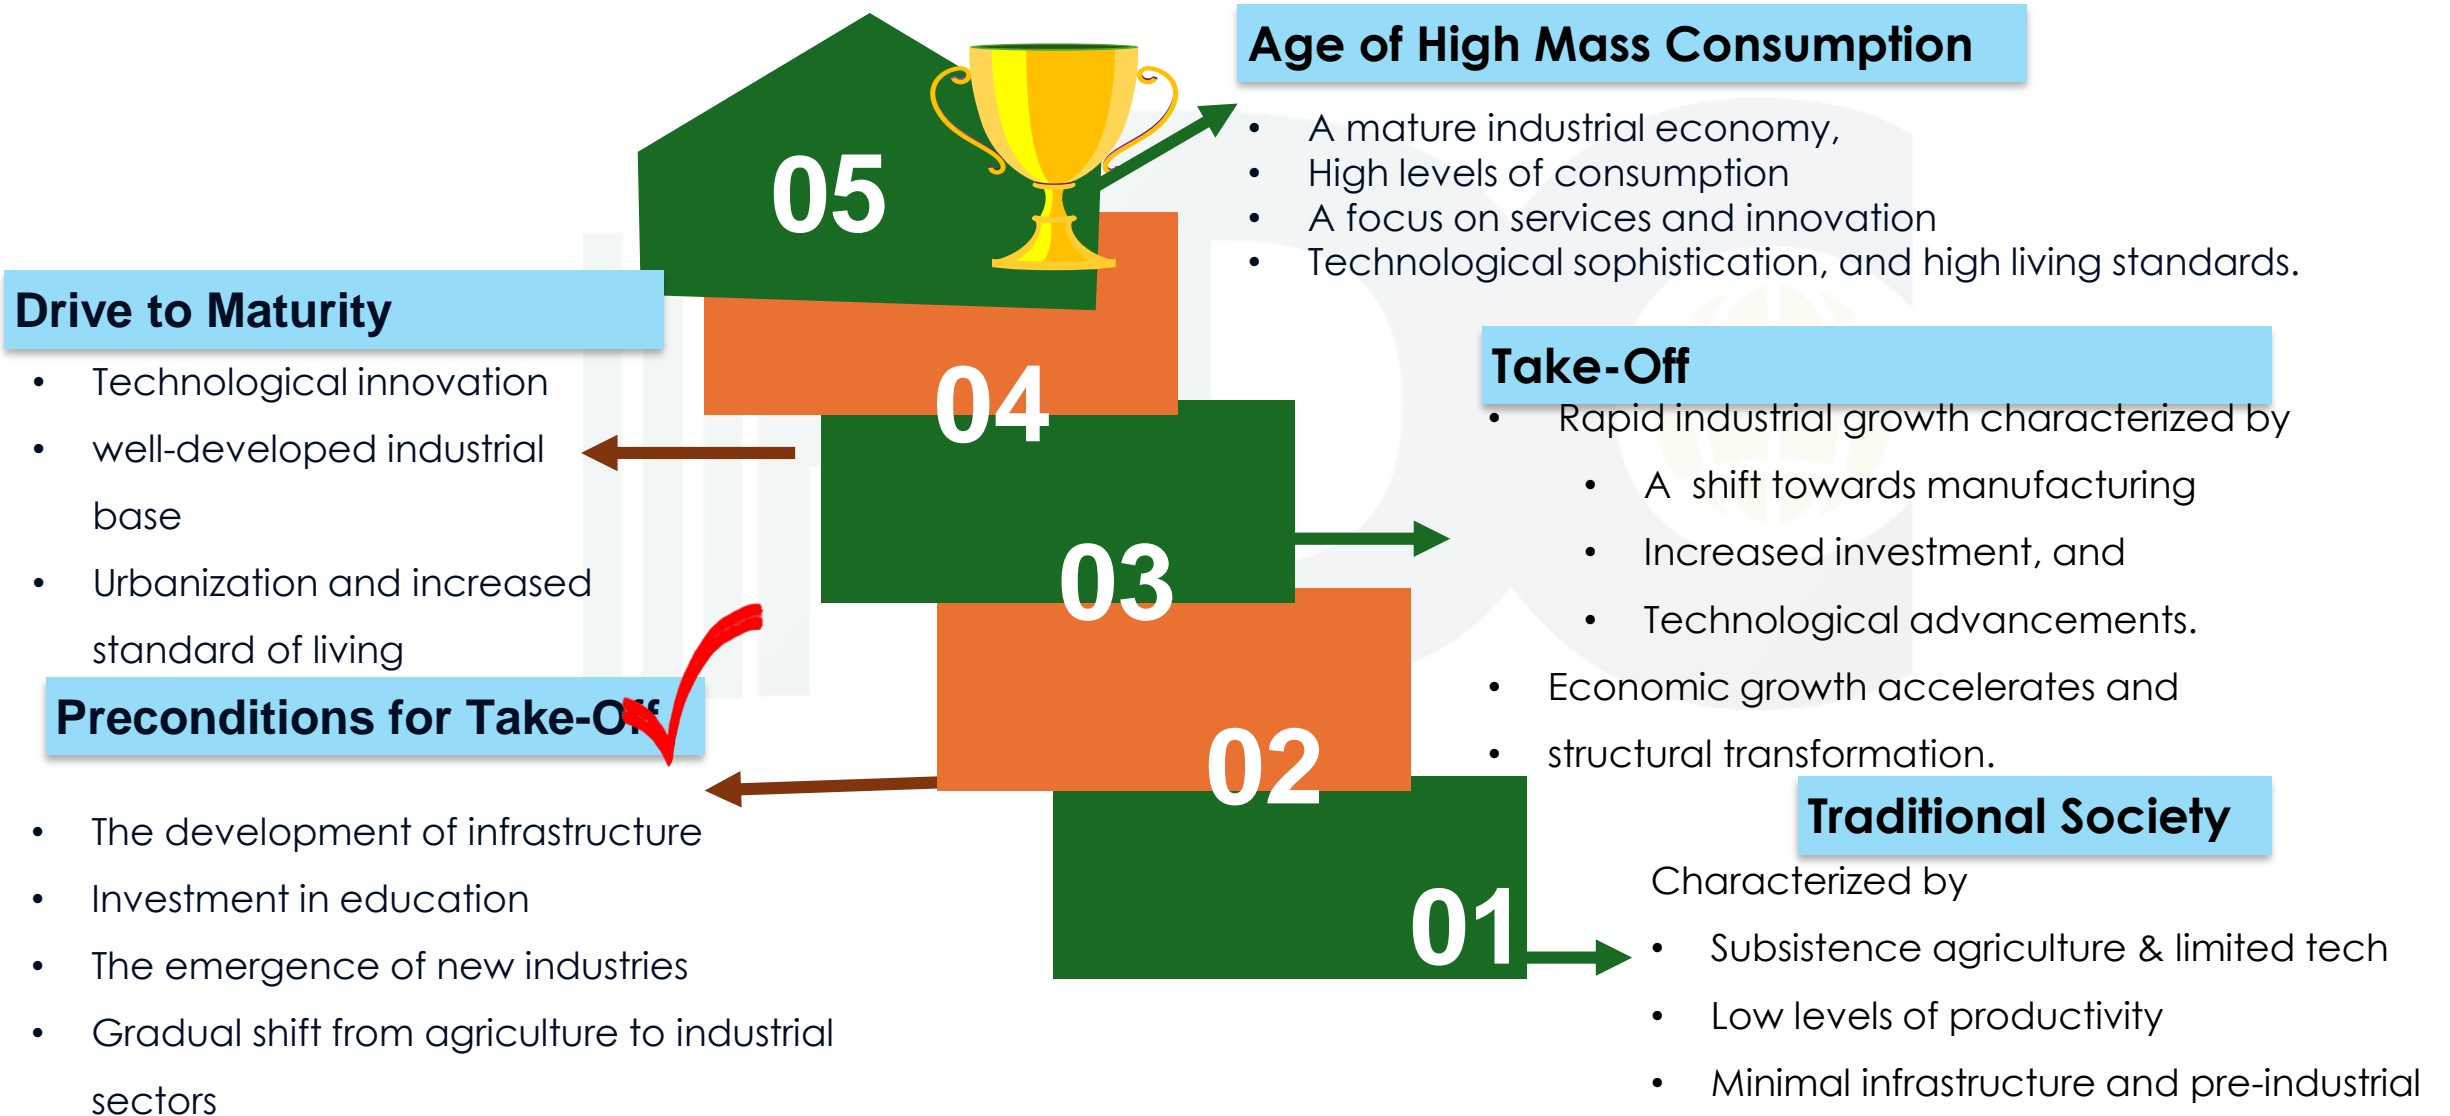 Age of High Mass Consumption
• A mature industrial economy,
• High levels of consumption
• A focus on services and innovation
• Technological sophistication, and high living standards.
05
Drive to Maturity
• Technological innovation
• well-developed industrial
base
• Urbanization and increased
standard of living
04
Take-Off
• Rapid industrial growth characterized by
• A shift towards manufacturing
• Increased investment, and
• Technological advancements.
• Economic growth accelerates and
• structural transformation.
03
Preconditions for Take-Off
• The development of infrastructure
• Investment in education
• The emergence of new industries
• Gradual shift from agriculture to industrial
sectors
02
Traditional Society
Characterized by
• Subsistence agriculture & limited tech
• Low levels of productivity
• Minimal infrastructure and pre-industrial
01